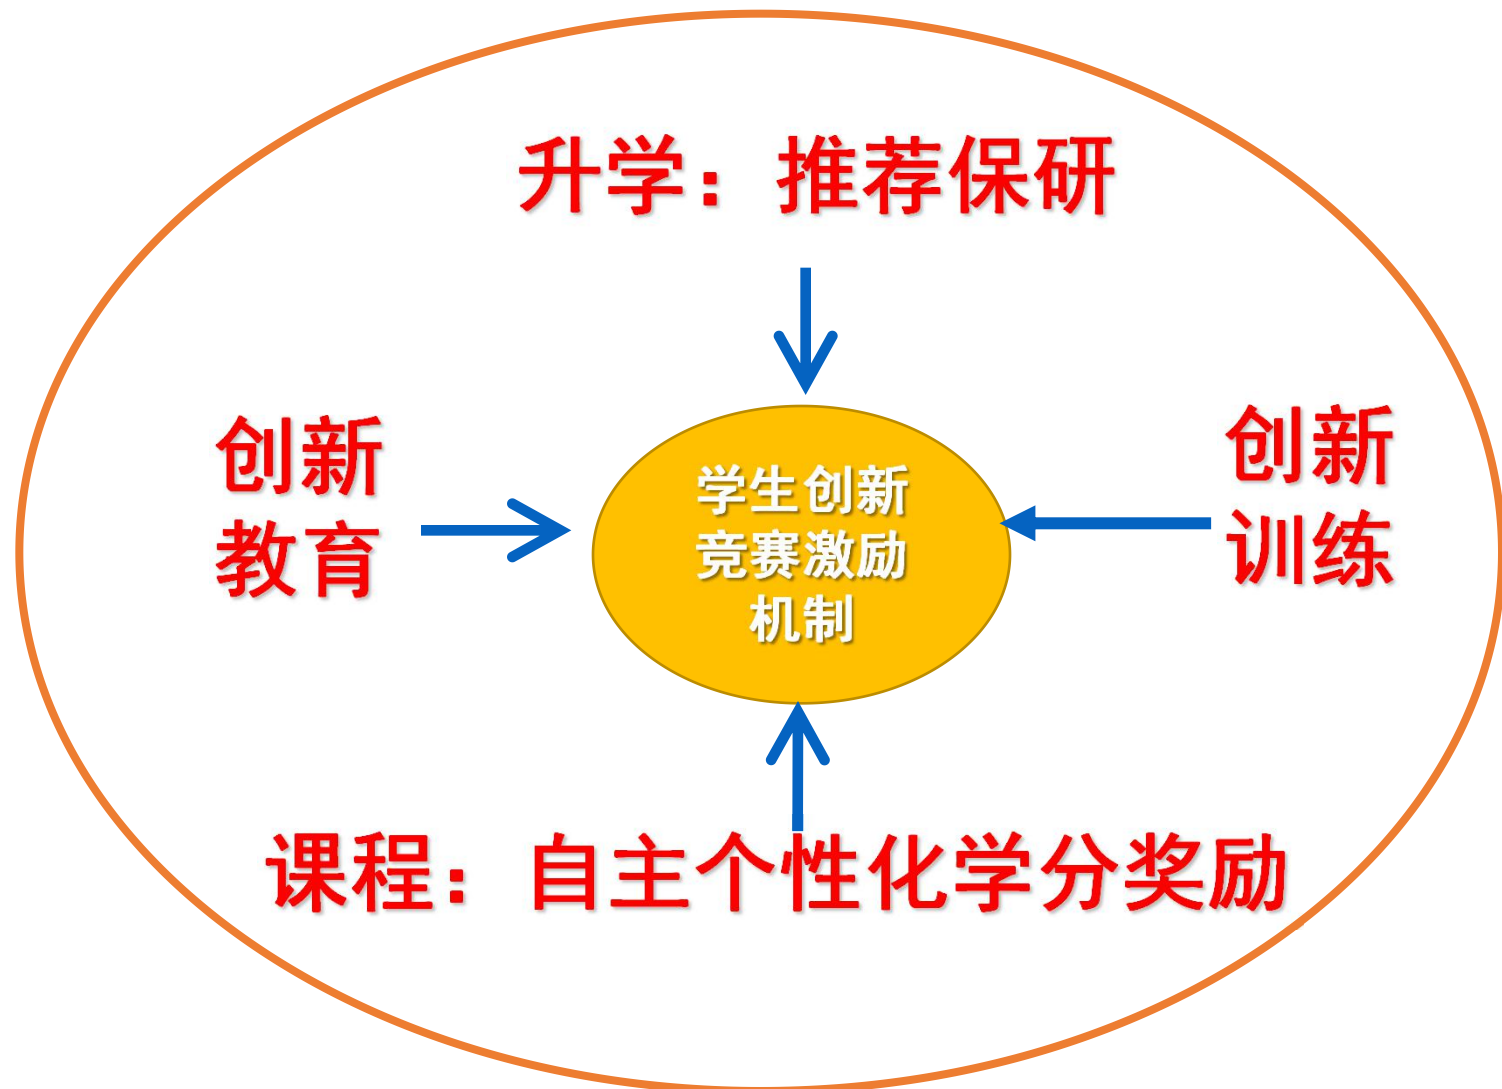 升学：推荐保研
创新
教育
学生创新
竞赛激励
机制
创新
训练
课程：自主个性化学分奖励